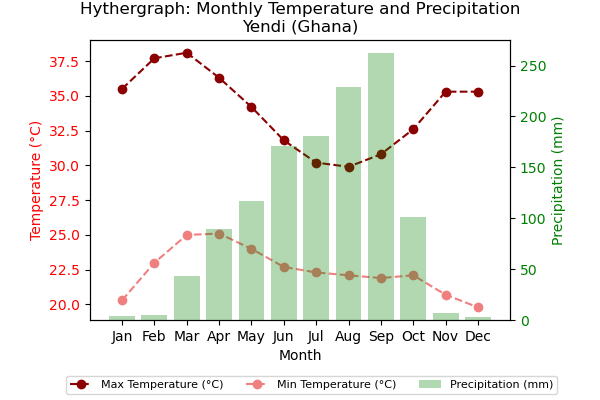 Hythergraph: Monthly Temperature and Precipitation
Yendi (Ghana)
Temperature (°C)
37.5
35.0
32.5
30.0
27.5
25.0
22.5
20.0
250
200
150
100
50
0
Precipitation (mm)
Jan Feb Mar Apr May Jun Jul Aug Sep Oct Nov Dec
Month
Max Temperature (°C) Min Temperature (°C) Precipitation (mm)